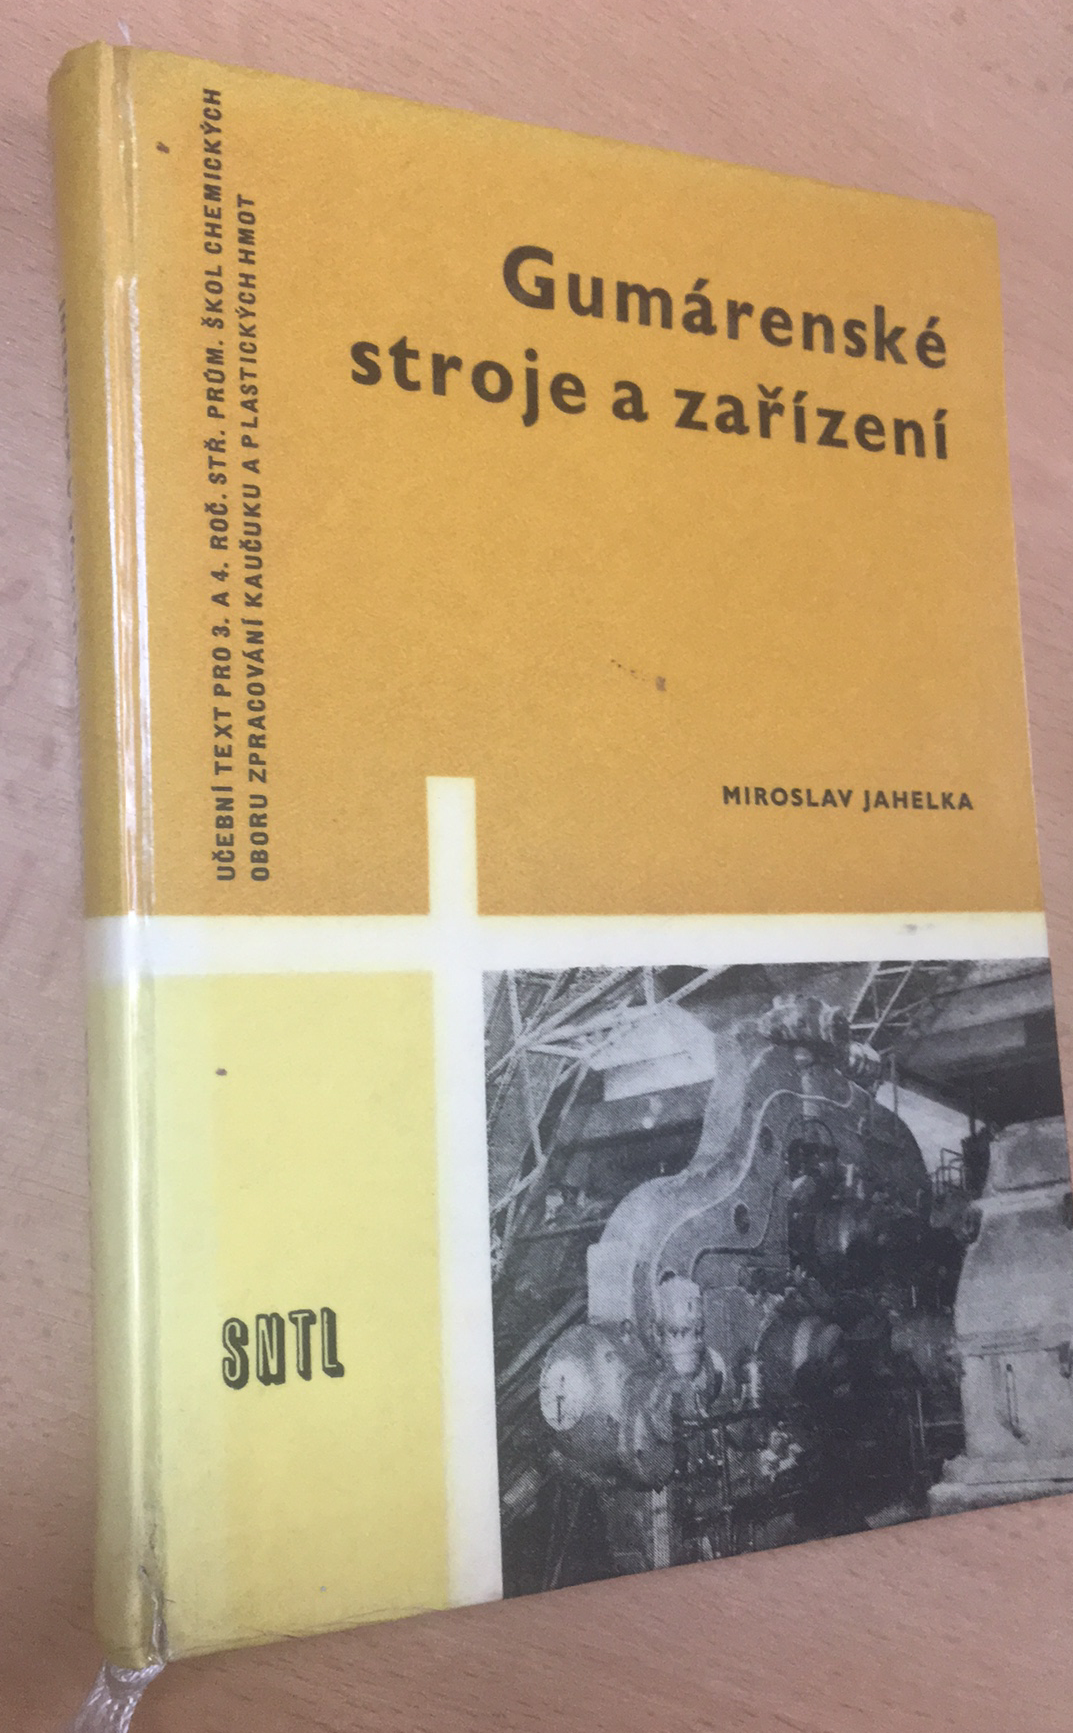 UČEBNÍ TEXT PRO 3. A 4. ROČ. STŘ. PRŮM. ŠKOL CHEMICKÝCH
OBORU ZPRACOVÁNÍ KAUČUKU A PLASTICKÝCH HMOT
Gumárenské
stroje a zařízení
MIROSLAV JAHELKA
SNTL